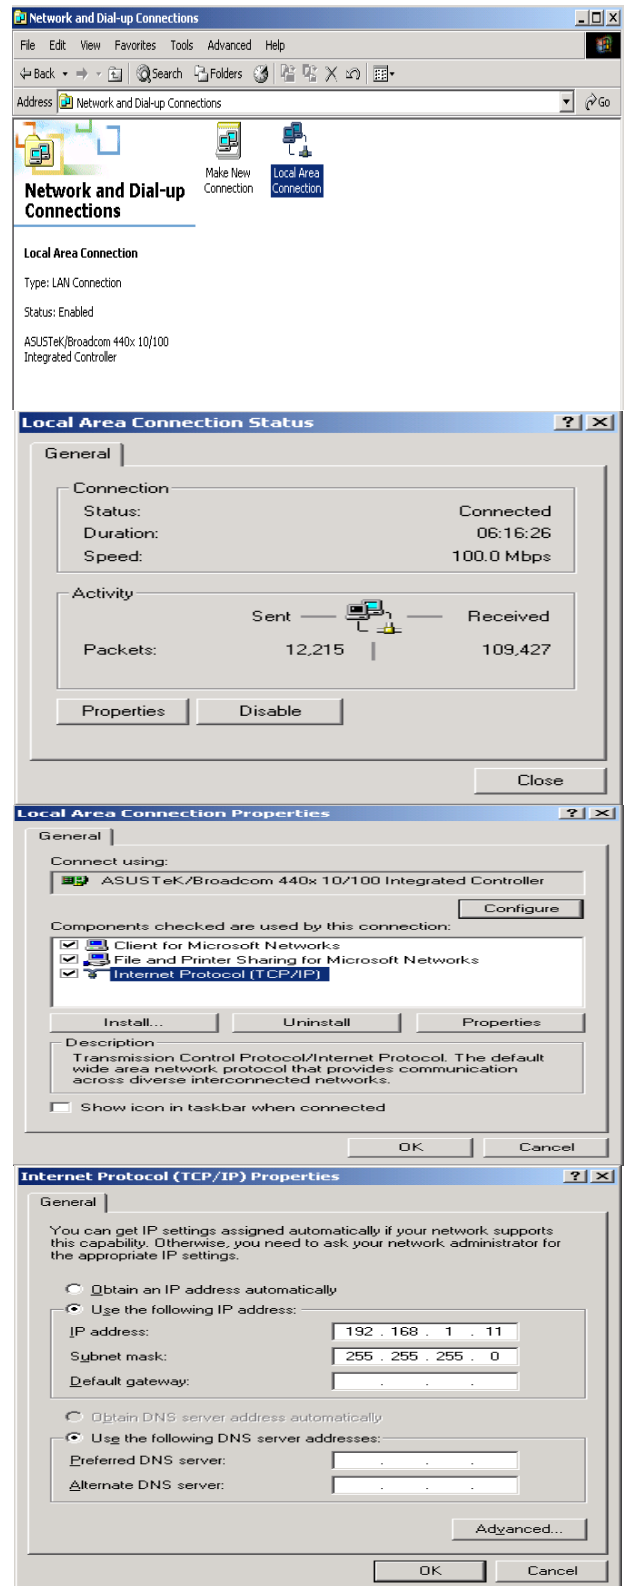 Network and Dial-up Connections
File Edit View Favorites Tools Advanced Help
Back Search Folders
Address Network and Dial-up Connections Go
Make New Connection
Local Area Connection
Network and Dial-up
Connections
Local Area Connection
Type: LAN Connection
Status: Enabled
ASUSTeK/Broadcom 440x 10/100
Integrated Controller
Local Area Connection Status
General
Connection
Status: Connected
Duration: 06:16:26
Speed: 100.0 Mbps
Activity
Sent Received
Packets: 12,215 109,427
Properties Disable
Close
Local Area Connection Properties
General
Connect using:
ASUSTeK/Broadcom 440x 10/100 Integrated Controller
Configure
Components checked are used by this connection:
Client for Microsoft Networks
File and Printer Sharing for Microsoft Networks
Internet Protocol (TCP/IP)
Install... Uninstall Properties
Description
Transmission Control Protocol/Internet Protocol. The default
wide area network protocol that provides communication
across diverse interconnected networks.
Show icon in taskbar when connected
OK Cancel
Internet Protocol (TCP/IP) Properties
General
You can get IP settings assigned automatically if your network supports
this capability. Otherwise, you need to ask your network administrator for
the appropriate IP settings.
Obtain an IP address automatically
Use the following IP address:
IP address: 192 . 168 . 1 . 11
Subnet mask: 255 . 255 . 255 . 0
Default gateway: . . .
Obtain DNS server address automatically
Use the following DNS server addresses:
Preferred DNS server: . . .
Alternate DNS server: . . .
Advanced...
OK Cancel